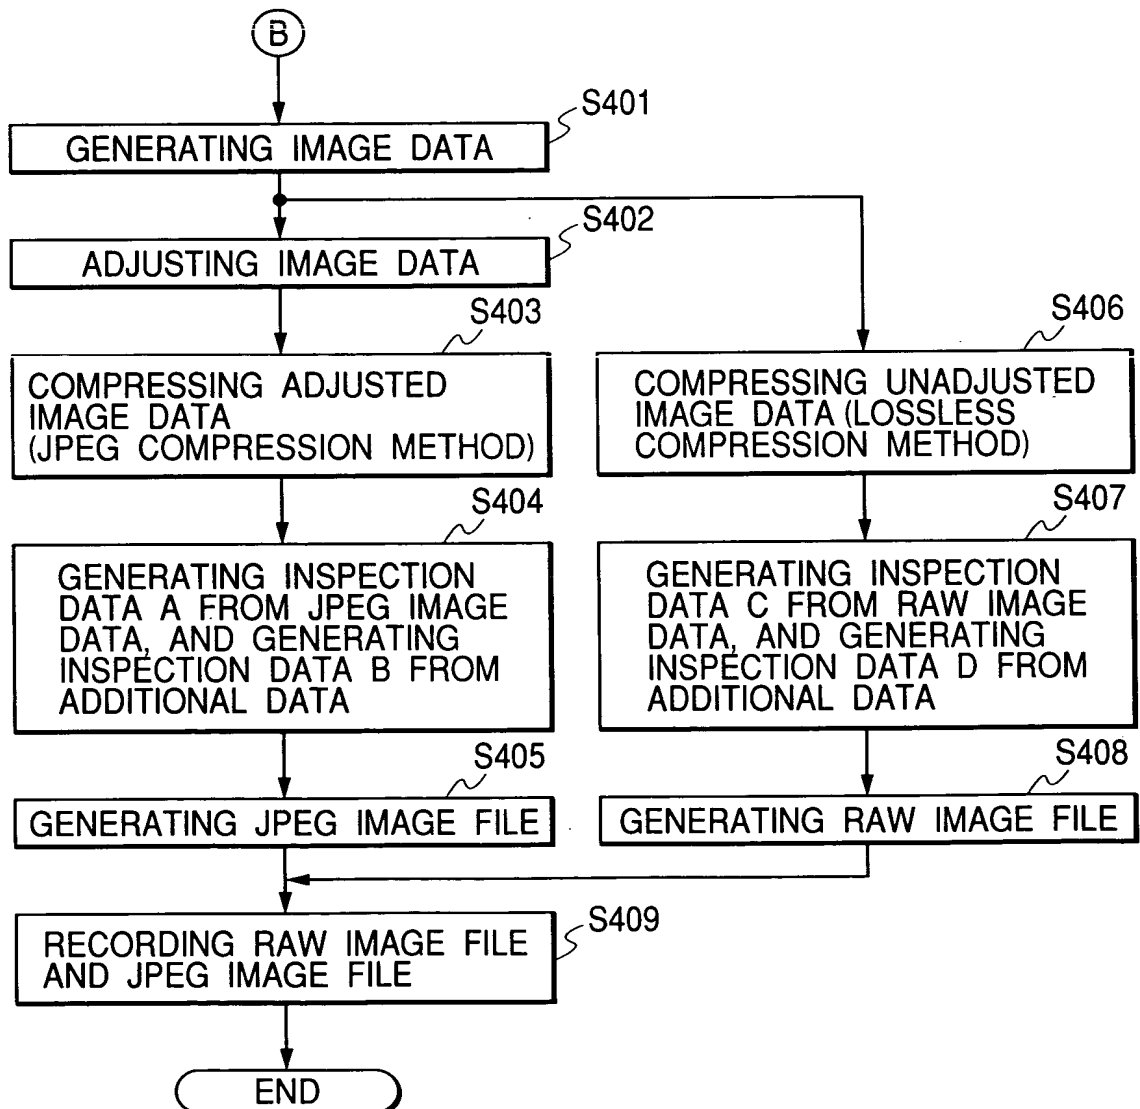 B
S401
GENERATING IMAGE DATA
S402
ADJUSTING IMAGE DATA
S403
COMPRESSING ADJUSTED
IMAGE DATA
(JPEG COMPRESSION METHOD)
S404
GENERATING INSPECTION
DATA A FROM JPEG IMAGE
DATA, AND GENERATING
INSPECTION DATA B FROM
ADDITIONAL DATA
S405
GENERATING JPEG IMAGE FILE
S406
COMPRESSING UNADJUSTED
IMAGE DATA (LOSSLESS
COMPRESSION METHOD)
S407
GENERATING INSPECTION
DATA C FROM RAW IMAGE
DATA, AND GENERATING
INSPECTION DATA D FROM
ADDITIONAL DATA
S408
GENERATING RAW IMAGE FILE
S409
RECORDING RAW IMAGE FILE
AND JPEG IMAGE FILE
END